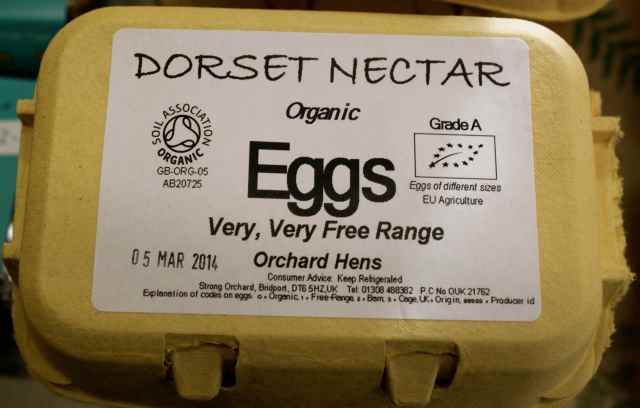 DORSET NECTAR
Organic
SOIL ASSOCIATION
ORGANIC
GB-ORG-05
AB20725
Grade A
Eggs
Eggs of different sizes
EU Agriculture
Very, Very Free Range
05 MAR 2014
Orchard Hens
Consumer Advice: Keep Refrigerated
Strong Orchard, Bridport, DT6 5HZ,UK Tel: 01308 488382 P.C No OUK 21762
Explanation of codes on eggs: 0 = Organic, 1 = Free-Range, 2 = Barn, 3 = Cage, UK = Origin, = Producer id